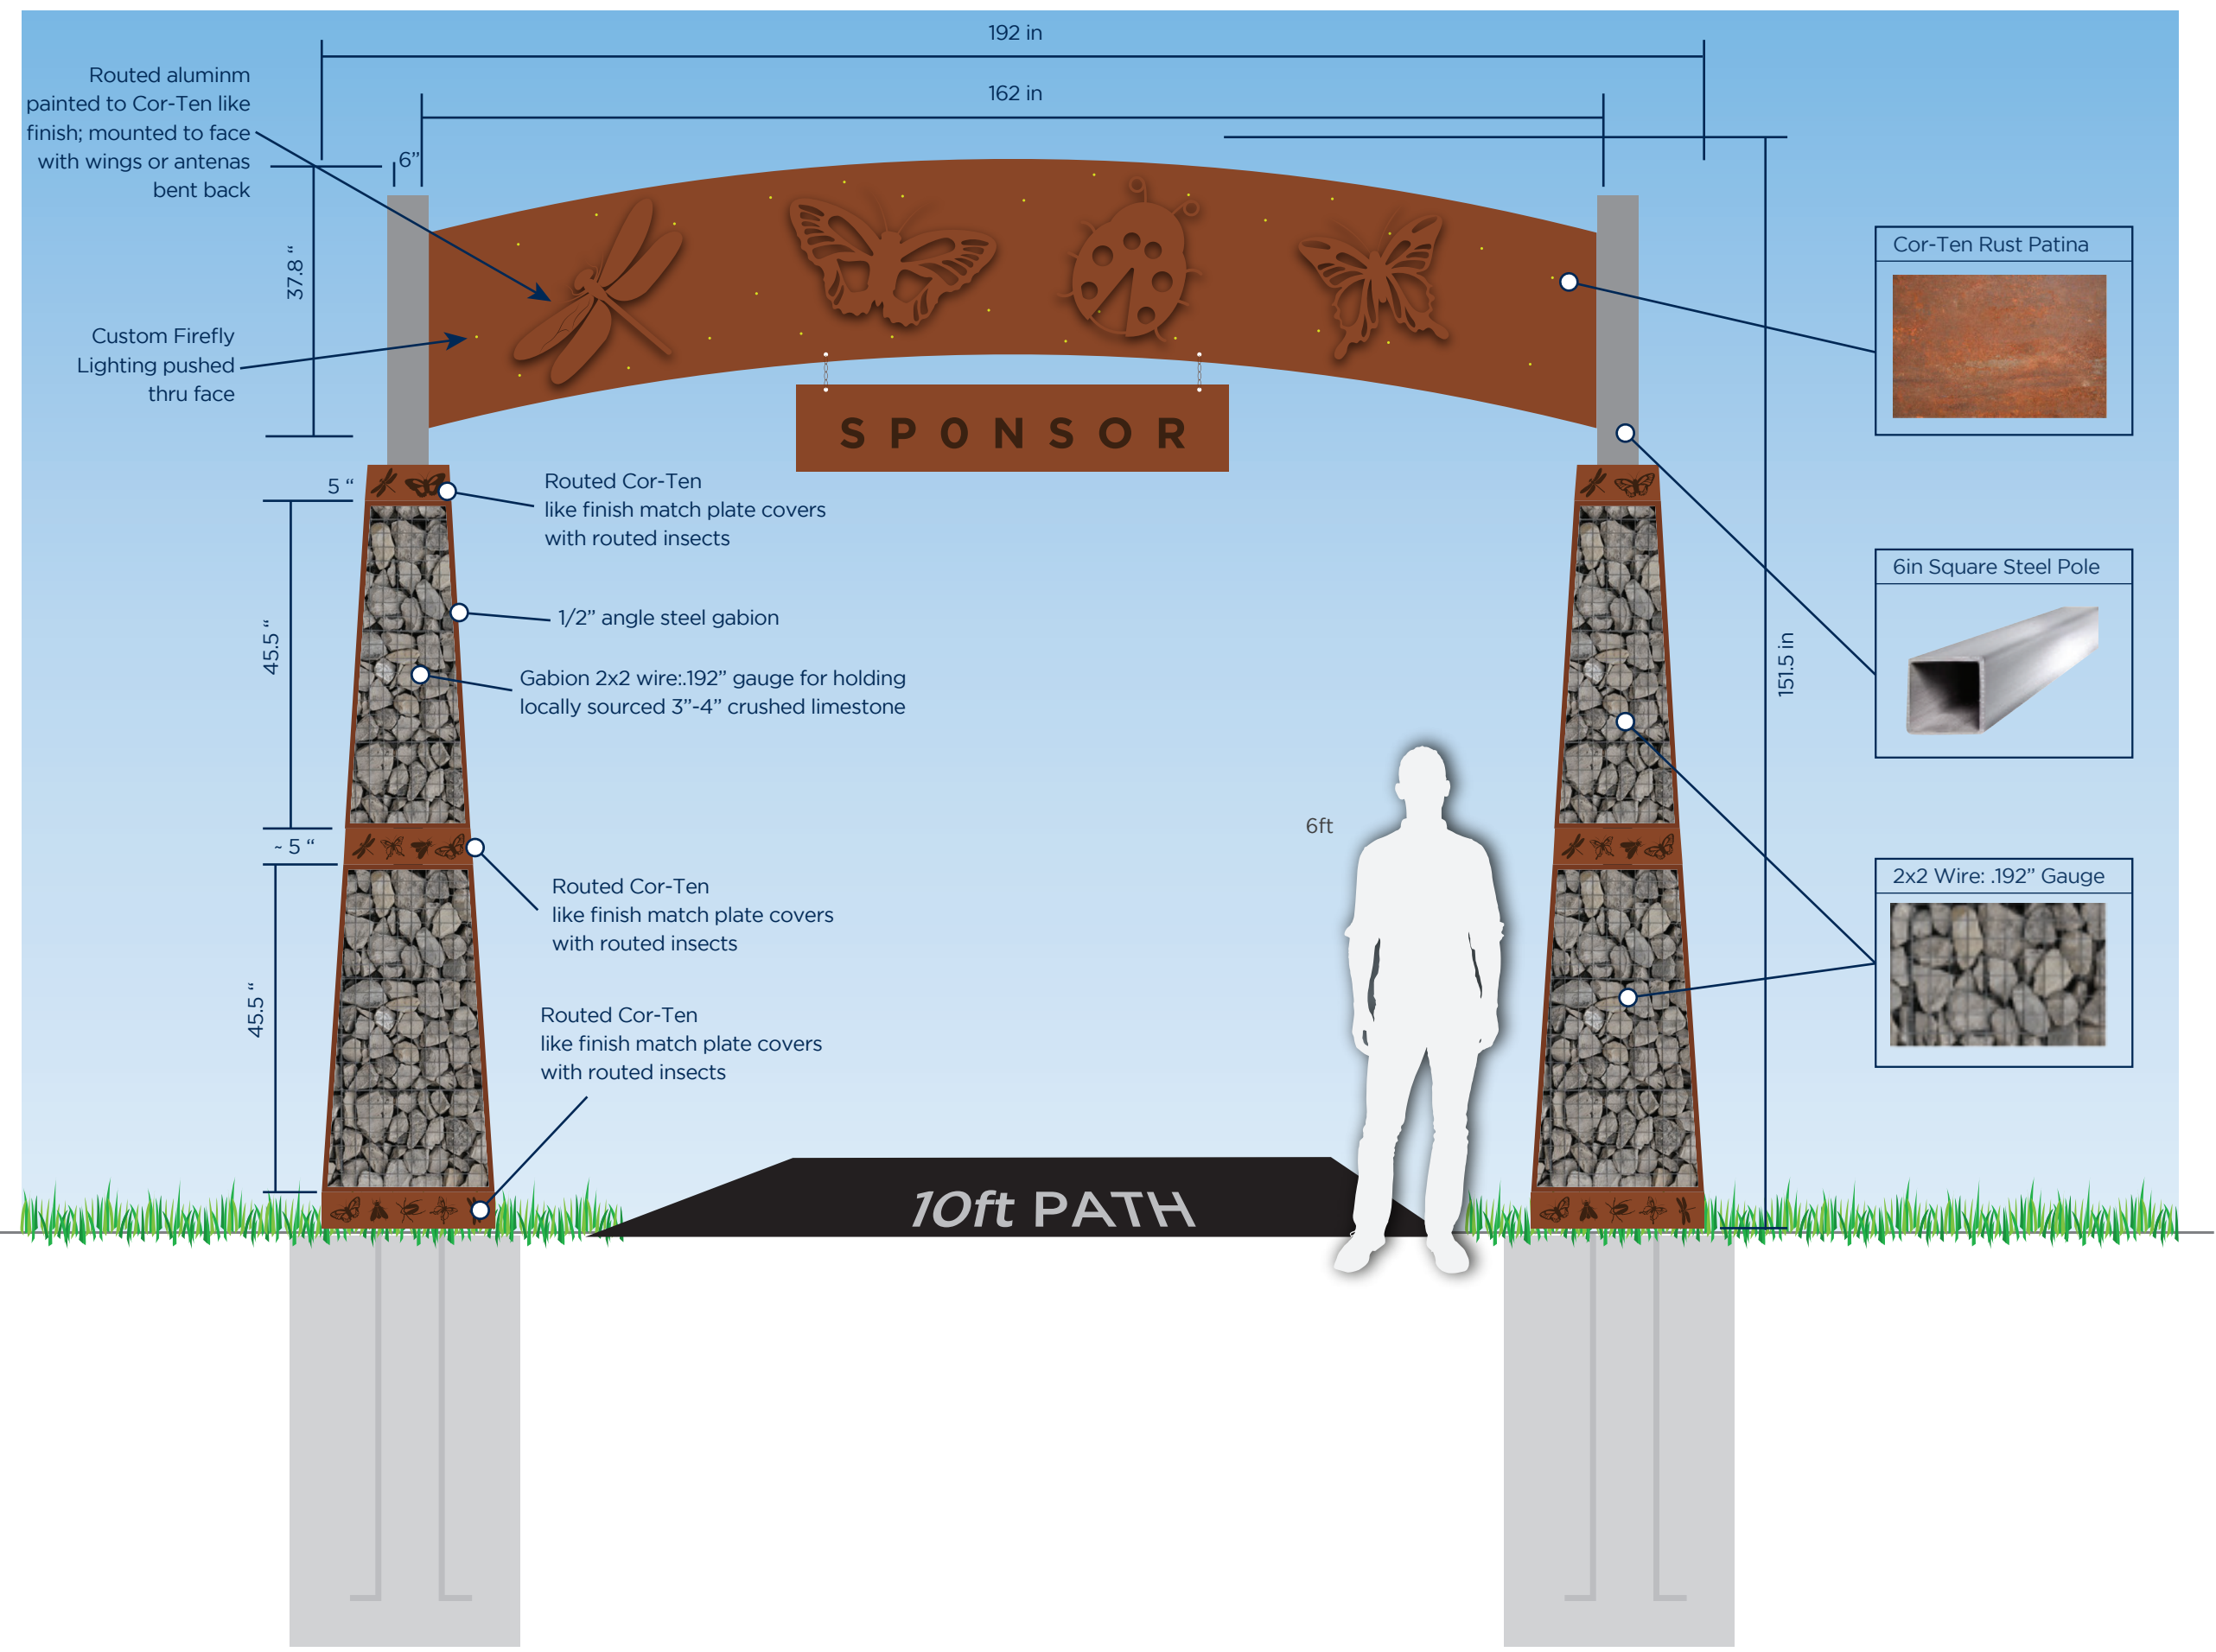 192 in
162 in
Routed aluminm
painted to Cor-Ten like
finish; mounted to face
with wings or antenas
bent back
6”
37.8 “
Custom Firefly
Lighting pushed
thru face
Cor-Ten Rust Patina
SP0NSOR
5 “
Routed Cor-Ten
like finish match plate covers
with routed insects
6in Square Steel Pole
1/2” angle steel gabion
45.5 “
Gabion 2x2 wire:.192” gauge for holding
locally sourced 3”-4” crushed limestone
151.5 in
6ft
~ 5 “
Routed Cor-Ten
like finish match plate covers
with routed insects
2x2 Wire: .192” Gauge
45.5 “
Routed Cor-Ten
like finish match plate covers
with routed insects
10ft PATH